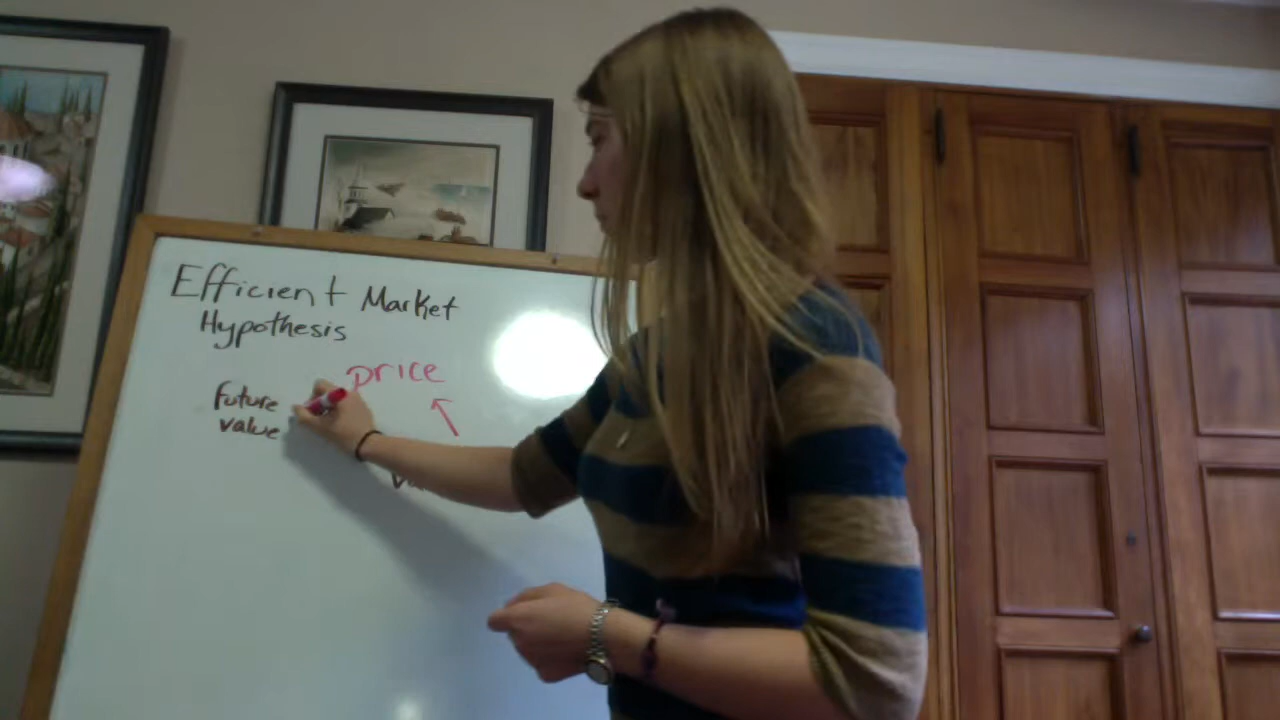 Efficient Market
Hypothesis
price
Future
value